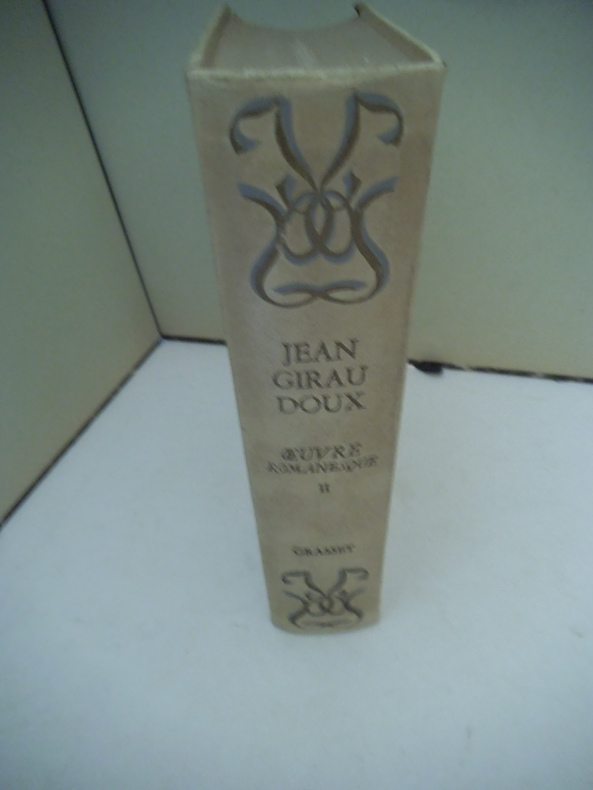 JEAN
GIRAU
DOUX
ŒUVRE
ROMANESQUE
II
GRASSET